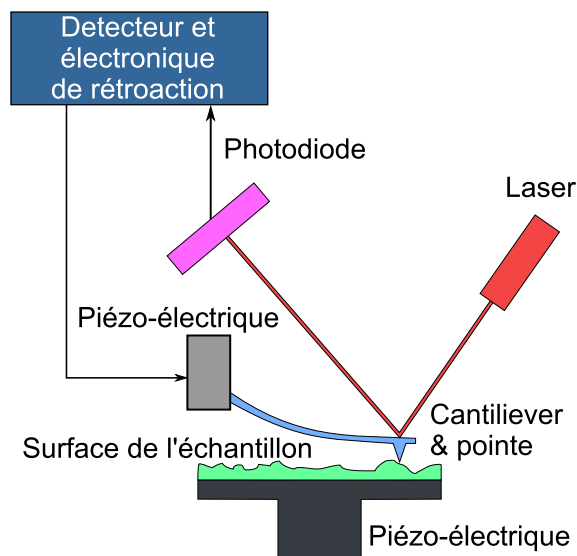 Detecteur et
électronique
de rétroaction
Photodiode
Laser
Piézo-électrique
Cantiliever
& pointe
Surface de l'échantillon
Piézo-électrique